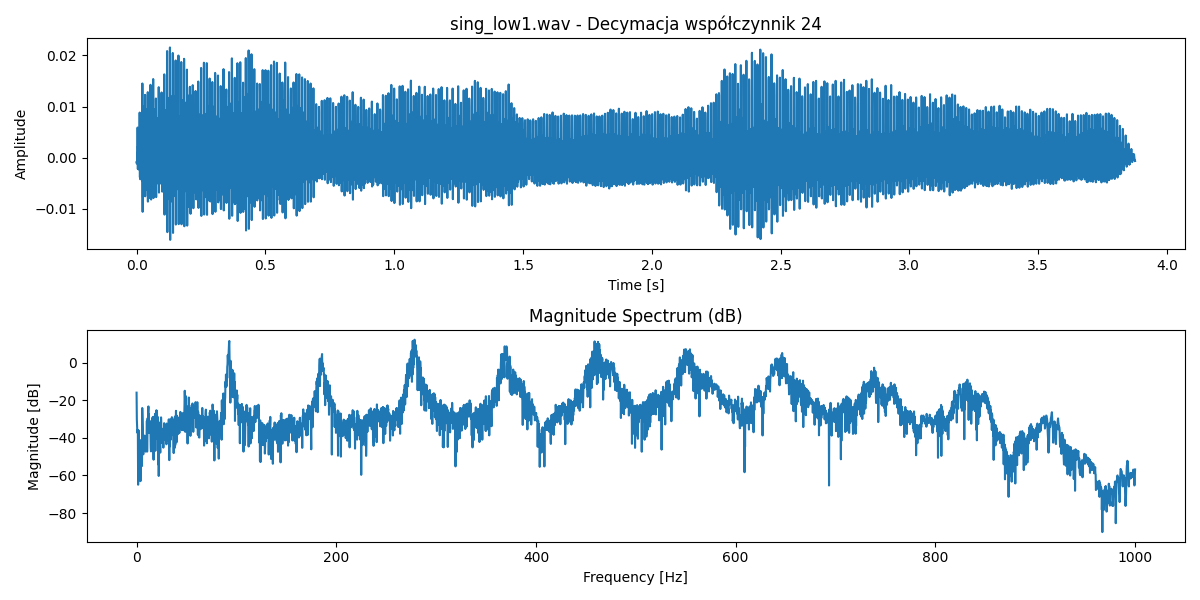 sing_low1.wav - Decymacja współczynnik 24
Amplitude
0.02
0.01
0.00
−0.01
0.0 0.5 1.0 1.5 2.0 2.5 3.0 3.5 4.0
Time [s]
Magnitude Spectrum (dB)
Magnitude [dB]
0
−20
−40
−60
−80
0 200 400 600 800 1000
Frequency [Hz]